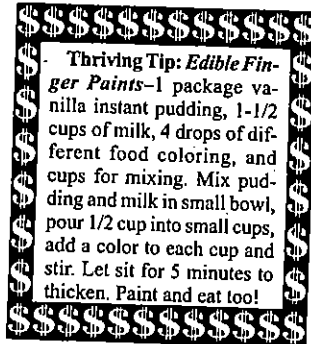 $$$$$$$$$$$$$
Thriving Tip: Edible Fin-
ger Paints–1 package va-
nilla instant pudding, 1-1/2
cups of milk, 4 drops of dif-
ferent food coloring, and
cups for mixing. Mix pud-
ding and milk in small bowl,
pour 1/2 cup into small cups,
add a color to each cup and
stir. Let sit for 5 minutes to
thicken. Paint and eat too!
$$$$$$$$$$$$$